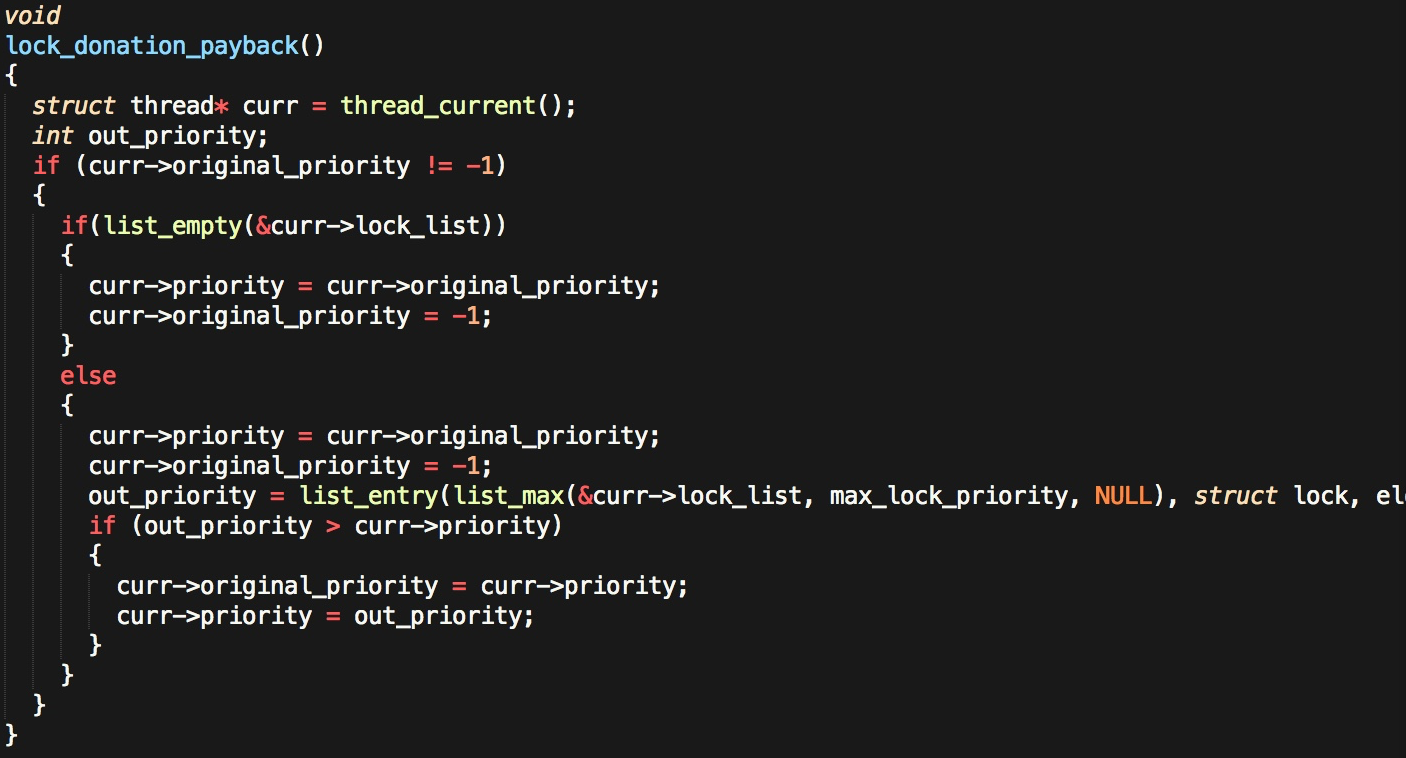 void
lock_donation_payback()
{
  struct thread* curr = thread_current();
  int out_priority;
  if (curr->original_priority != -1)
  {
    if(list_empty(&curr->lock_list))
    {
      curr->priority = curr->original_priority;
      curr->original_priority = -1;
    }
    else
    {
      curr->priority = curr->original_priority;
      curr->original_priority = -1;
      out_priority = list_entry(list_max(&curr->lock_list, max_lock_priority, NULL), struct lock,
      if (out_priority > curr->priority)
      {
        curr->original_priority = curr->priority;
        curr->priority = out_priority;
      }
    }
  }
}